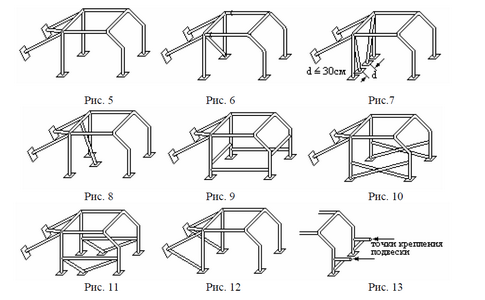 Рис. 5
Рис. 6
d ≦ 30см
d
Рис.7
Рис. 8
Рис. 9
Рис. 10
Рис. 11
Рис. 12
точки крепления
подвески
Рис. 13